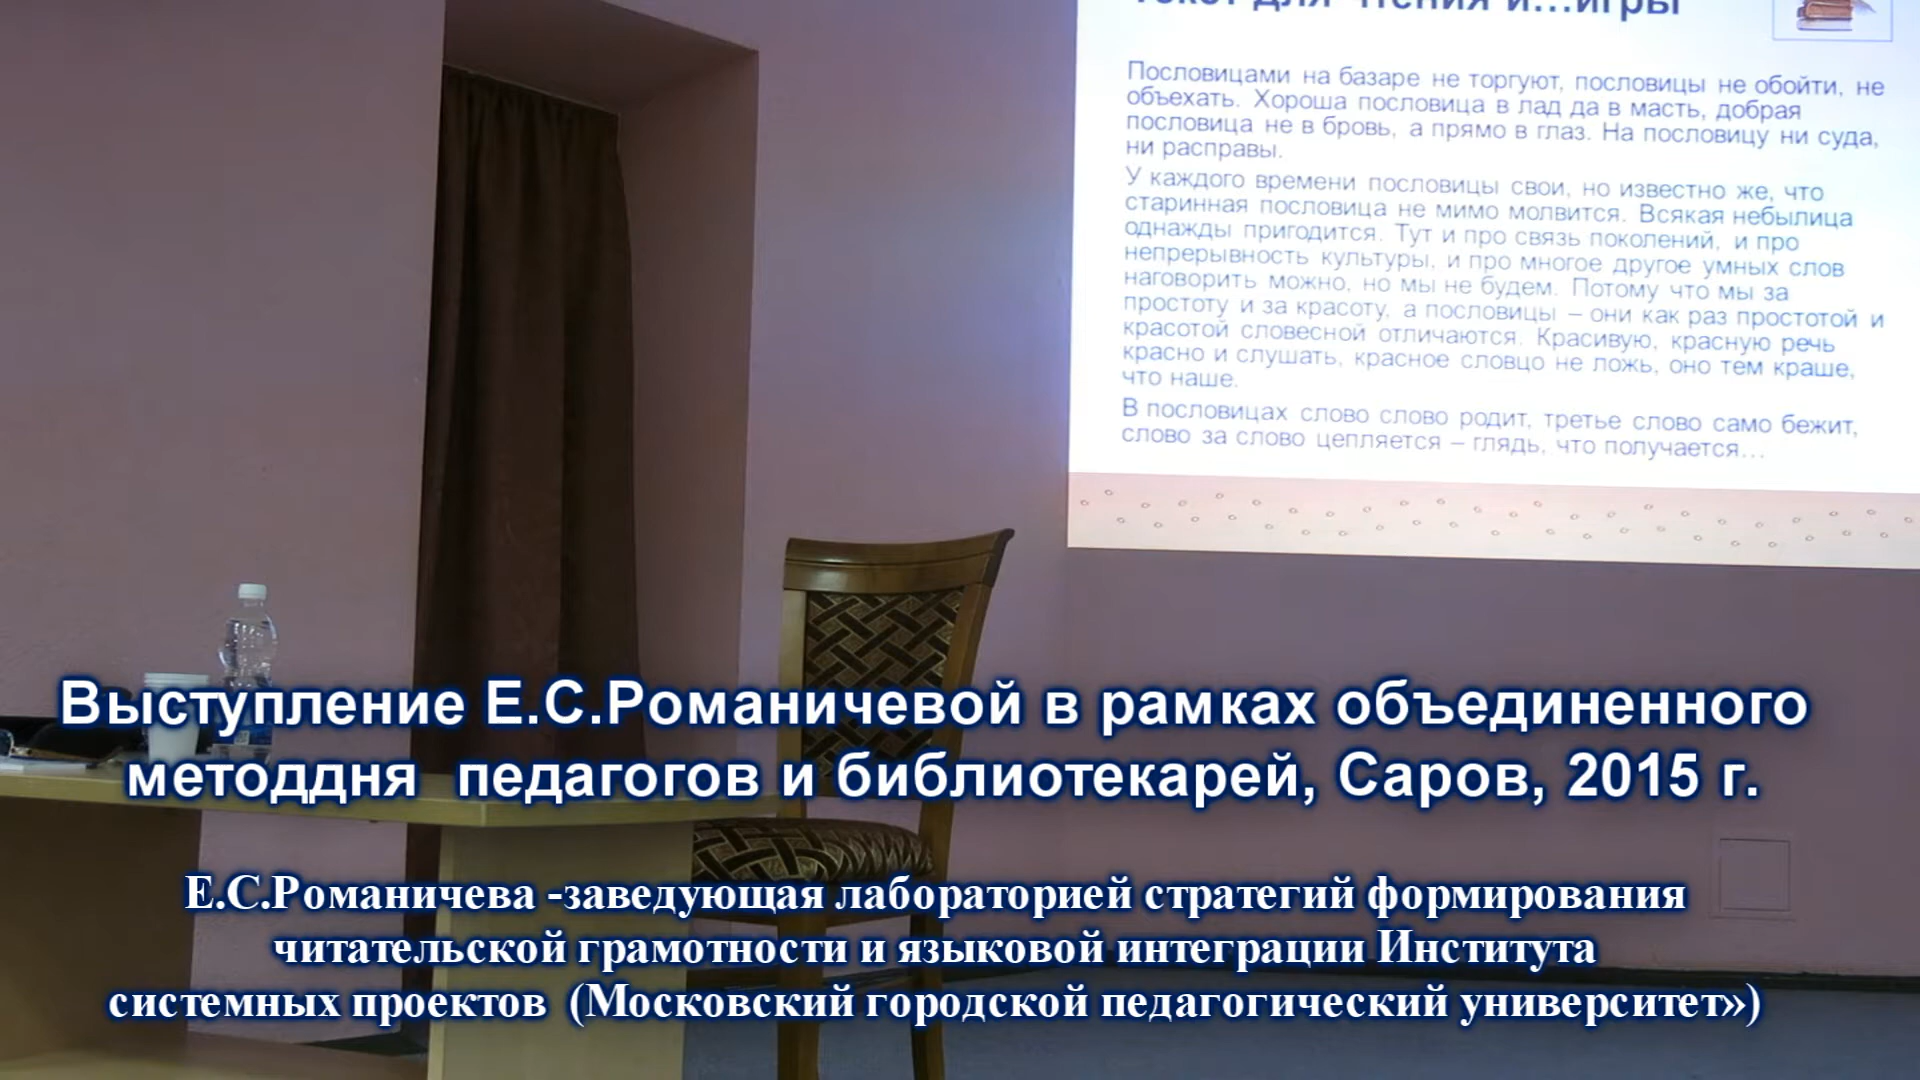 текст для чтения и...игры
Пословицами на базаре не торгуют, пословицы не обойти, не
объехать. Хороша пословица в лад да в масть, добрая
пословица не в бровь, а прямо в глаз. На пословицу ни суда,
ни расправы.
У каждого времени пословицы свои, но известно же, что
старинная пословица не мимо молвится. Всякая небылица
однажды пригодится. Тут и про связь поколений, и про
непрерывность культуры, и про многое другое умных слов
наговорить можно, но мы не будем. Потому что мы за
простоту и за красоту, а пословицы – они как раз простотой и
красотой словесной отличаются. Красивую, красную речь
красно и слушать, красное словцо не ложь, оно тем краше,
что наше.
В пословицах слово слово родит, третье слово само бежит,
слово за слово цепляется – глядь, что получается...
Выступление Е.С.Романичевой в рамках объединенного
методдня педагогов и библиотекарей, Саров, 2015 г.
Е.С.Романичева -заведующая лабораторией стратегий формирования
читательской грамотности и языковой интеграции Института
системных проектов (Московский городской педагогический университет»)